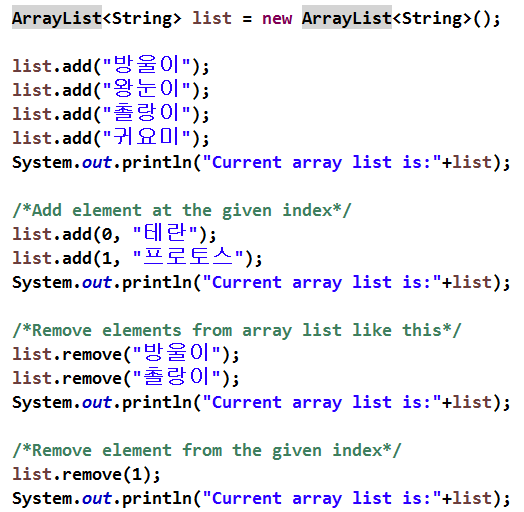 ArrayList<String> list = new ArrayList<String>();
list.add("방울이");
list.add("왕눈이");
list.add("촐랑이");
list.add("귀요미");
System.out.println("Current array list is:"+list);
/*Add element at the given index*/
list.add(0, "테란");
list.add(1, "프로토스");
System.out.println("Current array list is:"+list);
/*Remove elements from array list like this*/
list.remove("방울이");
list.remove("촐랑이");
System.out.println("Current array list is:"+list);
/*Remove element from the given index*/
list.remove(1);
System.out.println("Current array list is:"+list);